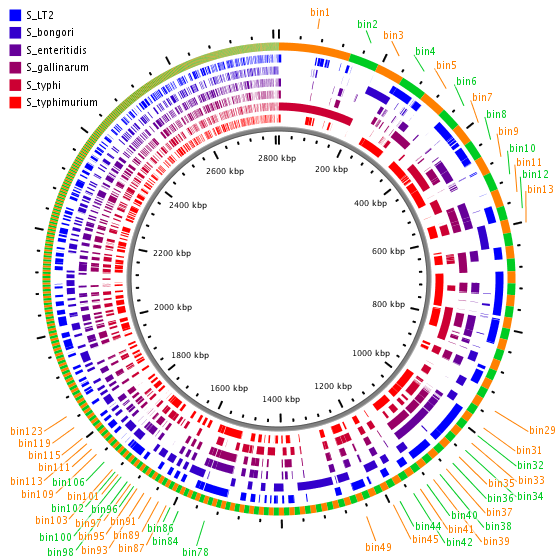 S_LT2
S_bongori
S_enteritidis
S_gallinarum
S_typhi
S_typhimurium
bin1
bin2
bin3
bin4
bin5
bin6
bin7
bin8
bin9
bin10
bin11
bin12
bin13
2800 kbp
200 kbp
400 kbp
600 kbp
800 kbp
1000 kbp
1200 kbp
1400 kbp
1600 kbp
1800 kbp
2000 kbp
2200 kbp
2400 kbp
2600 kbp
bin29
bin31
bin32
bin33
bin34
bin35
bin36
bin37
bin38
bin39
bin40
bin41
bin42
bin44
bin45
bin49
bin78
bin84
bin86
bin87
bin89
bin91
bin93
bin95
bin96
bin97
bin98
bin100
bin101
bin102
bin103
bin106
bin109
bin111
bin113
bin115
bin119
bin123